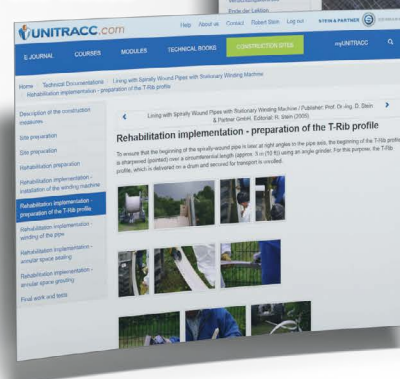 Ende der Lektion
UNITRACC.com
Help About us Contact Robert Stein Log out STEIN & PARTNER
E JOURNAL COURSES MODULES TECHNICAL BOOKS CONSTRUCTION SITES myUNITRACC
Home / Technical Documentations / Lining with Spirally Wound Pipes with Stationary Winding Machine
/ Rehabilitation implementation - preparation of the T-Rib profile
Description of the construction
measures
Site preparation
Site preparation
Rehabilitation preparation
Rehabilitation implementation -
installation of the winding machine
Rehabilitation implementation -
preparation of the T-Rib profile
Rehabilitation implementation -
winding of the pipe
Rehabilitation implementation -
annular space sealing
Rehabilitation implementation -
annular space grouting
Final work and tests
Lining with Spirally Wound Pipes with Stationary Winding Machine / Publisher: Prof. Dr.-Ing. D. Stein
& Partner GmbH, Editorial: R. Stein (2005)
Rehabilitation implementation - preparation of the T-Rib profile
To ensure that the beginning of the spirally-wound pipe is later at right angles to the pipe axis, the beginning of the T-Rib profile
is sharpened (pointed) over a circumferential length (approx. 3 m (10 ft)) using an angle grinder. For this purpose, the T-Rib
profile, which is delivered on a drum and secured for transport is uncoiled.